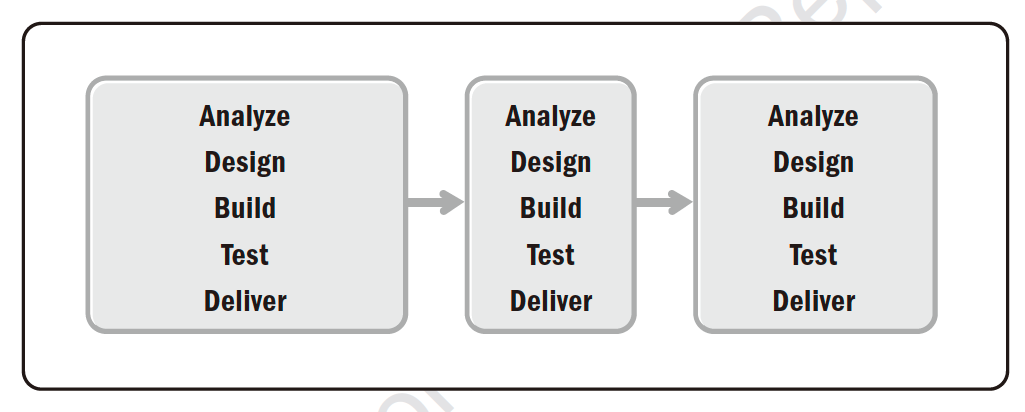 Analyze
Design
Build
Test
Deliver
Analyze
Design
Build
Test
Deliver
Analyze
Design
Build
Test
Deliver